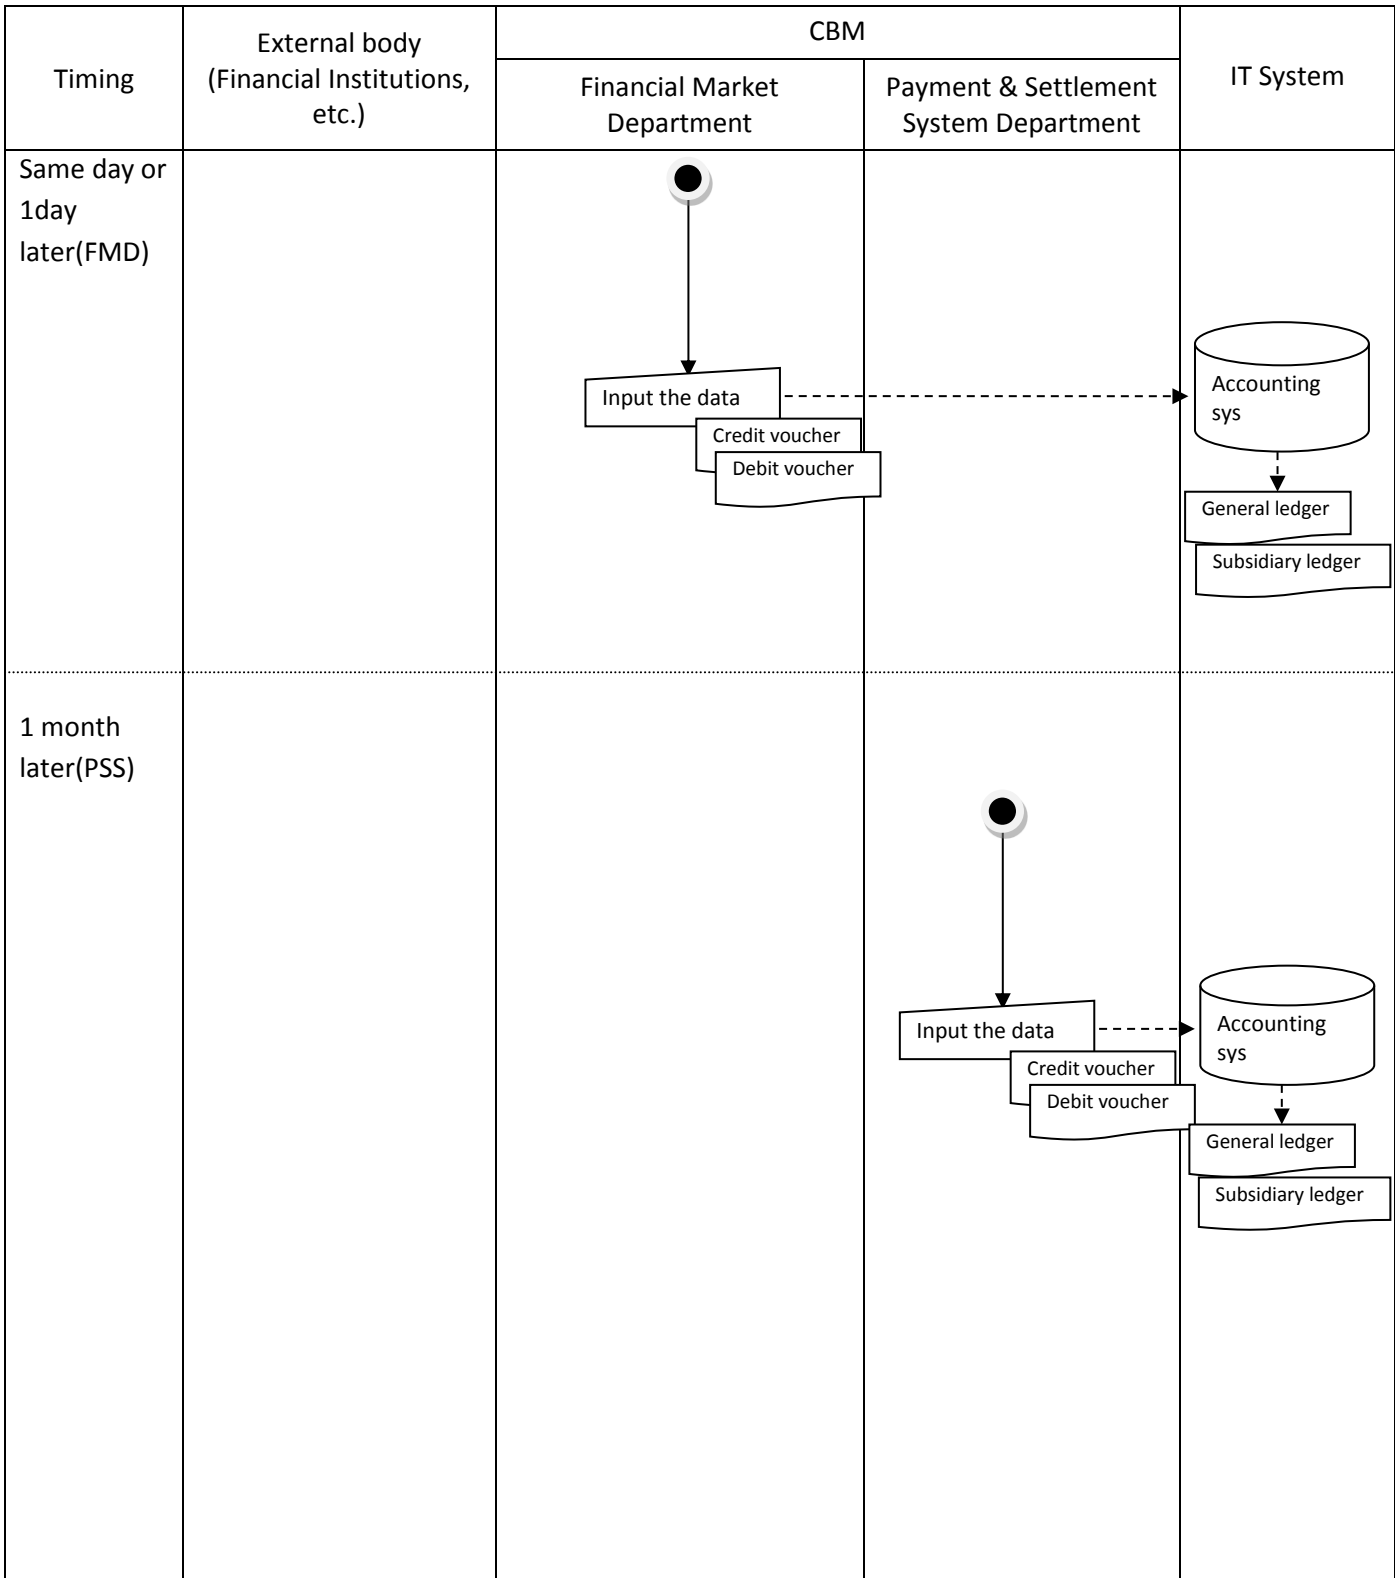 Timing
External body
(Financial Institutions,
etc.)
CBM
Financial Market
Department
Payment & Settlement
System Department
IT System
Same day or
1day
later(FMD)
Input the data
Credit voucher
Debit voucher
Accounting
sys
General ledger
Subsidiary ledger
1 month
later(PSS)
Input the data
Credit voucher
Debit voucher
Accounting
sys
General ledger
Subsidiary ledger